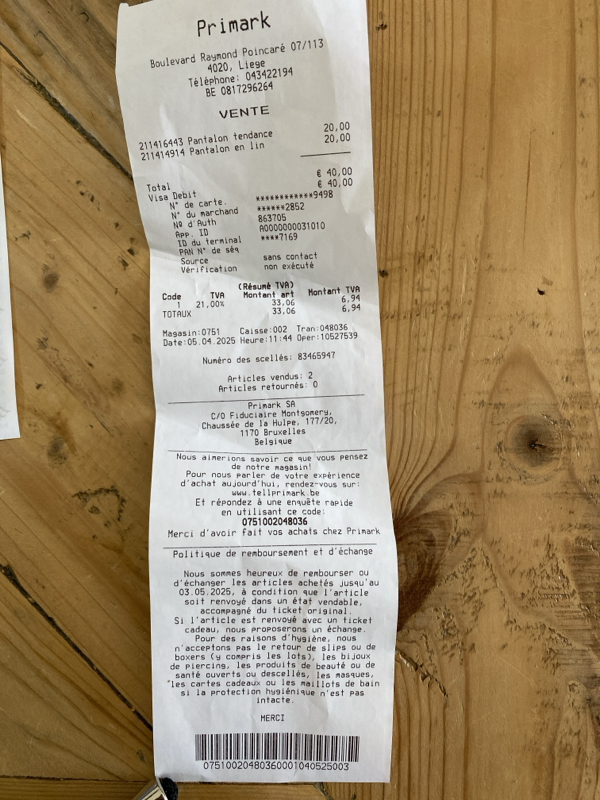 Primark
Boulevard Raymond Poincaré 07/113
4020, Liege
Téléphone: 043422194
BE 0817296264
VENTE
211416443 Pantalon tendance 20,00
211414914 Pantalon en lin 20,00
Total € 40,00
Visa Debit € 40,00
N° de carte. ************9498
N° du marchand ******2852
Nº d'Auth 863705
App. ID A0000000031010
ID du terminal ****7169
PAN N° de séq
Source sans contact
Vérification non exécuté
(Résumé TVA)
Code TVA Montant art Montant TVA
1 21,00% 33,06 6,94
TOTAUX 33,06 6,94
Magasin:0751 Caisse:002 Tran:048036
Date:05.04.2025 Heure:11:44 Oper:10527539
Numéro des scellés: 83465947
Articles vendus: 2
Articles retournés: 0
Primark SA
C/O Fiduciaire Montgomery,
Chaussée de la Hulpe, 177/20,
1170 Bruxelles
Belgique
Nous aimerions savoir ce que vous pensez
de notre magasin!
Pour nous parler de votre expérience
d'achat aujourd'hui, rendez-vous sur:
www.tellprimark.be
Et répondez à une enquête rapide
en utilisant ce code:
0751002048036
Merci d'avoir fait vos achats chez Primark
Politique de remboursement et d'échange
Nous sommes heureux de rembourser ou
d'échanger les articles achetés jusqu'au
03.05.2025, à condition que l'article
soit renvoyé dans un état vendable,
accompagné du ticket original.
Si l'article est renvoyé avec un ticket
cadeau, nous proposerons un échange.
Pour des raisons d'hygiène, nous
n'acceptons pas le retour de slips ou de
boxers (y compris les lots), les bijoux
de piercing, les produits de beauté ou de
santé ouverts ou descellés, les masques,
les cartes cadeaux ou les maillots de bain
si la protection hygiénique n'est pas
intacte.
MERCI
07510020480360001040525003